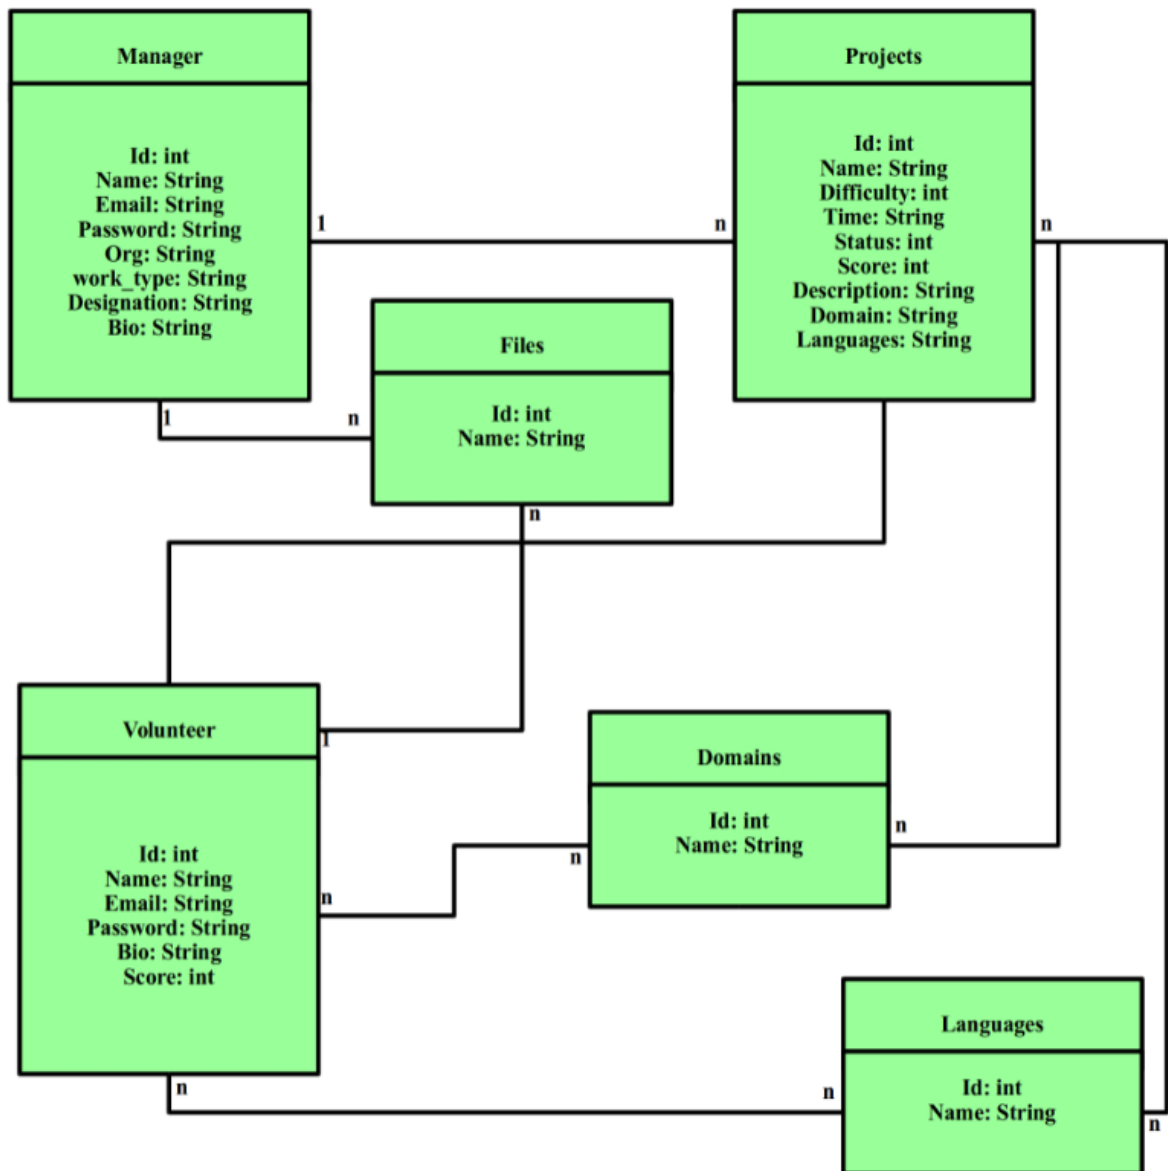 Manager
Id: int
Name: String
Email: String
Password: String
Org: String
work_type: String
Designation: String
Bio: String
1
1
Projects
Id: int
Name: String
Difficulty: int
Time: String
Status: int
Score: int
Description: String
Domain: String
Languages: String
n
n
Files
Id: int
Name: String
n
n
Volunteer
Id: int
Name: String
Email: String
Password: String
Bio: String
Score: int
1
n
n
Domains
Id: int
Name: String
n
n
Languages
Id: int
Name: String
n
n